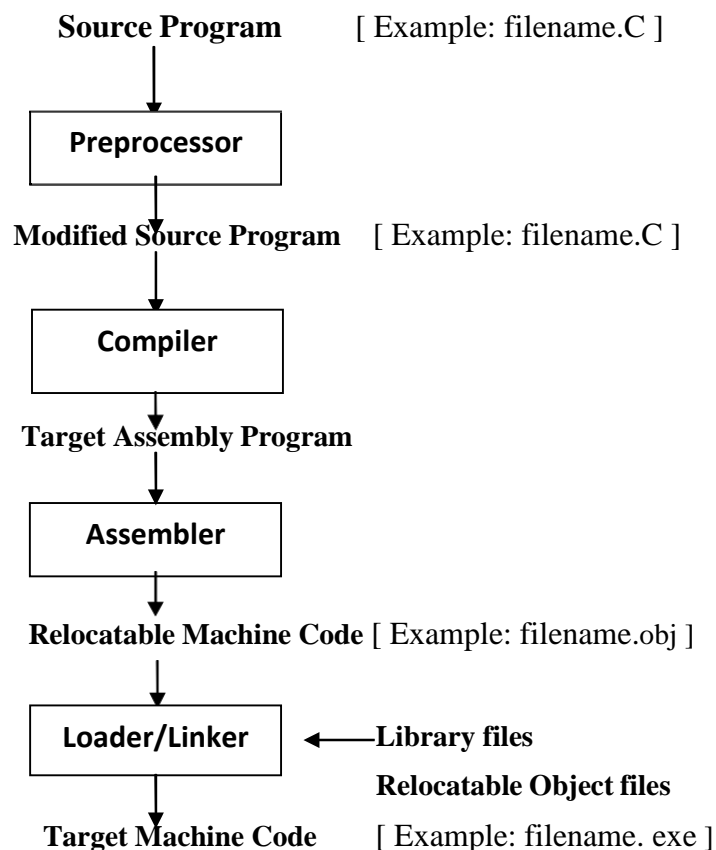 Source Program [ Example: filename.C ]
Preprocessor
Modified Source Program [ Example: filename.C ]
Compiler
Target Assembly Program
Assembler
Relocatable Machine Code [ Example: filename.obj ]
Loader/Linker Library files
Relocatable Object files
Target Machine Code [ Example: filename. exe ]